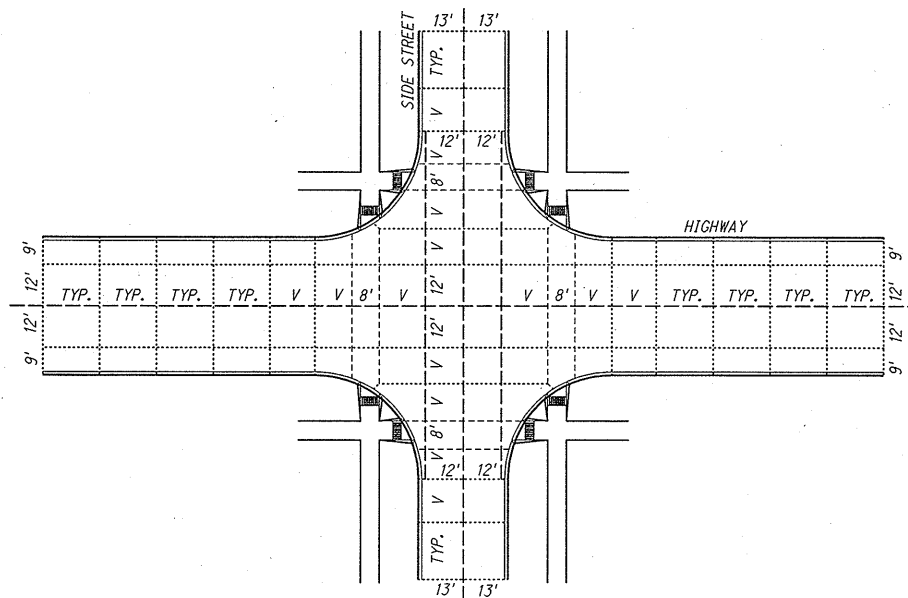 13' 13'
SIDE STREET
TYP.
V
12' 12'
V
8'
V
HIGHWAY
9' V 9'
12' TYP. TYP. TYP. TYP. V V 8' V 12' V 8' V V TYP. TYP. TYP. TYP. 12'
12' 12' 12'
9' V 9'
V
8'
V
12' 12'
V
TYP.
13' 13'